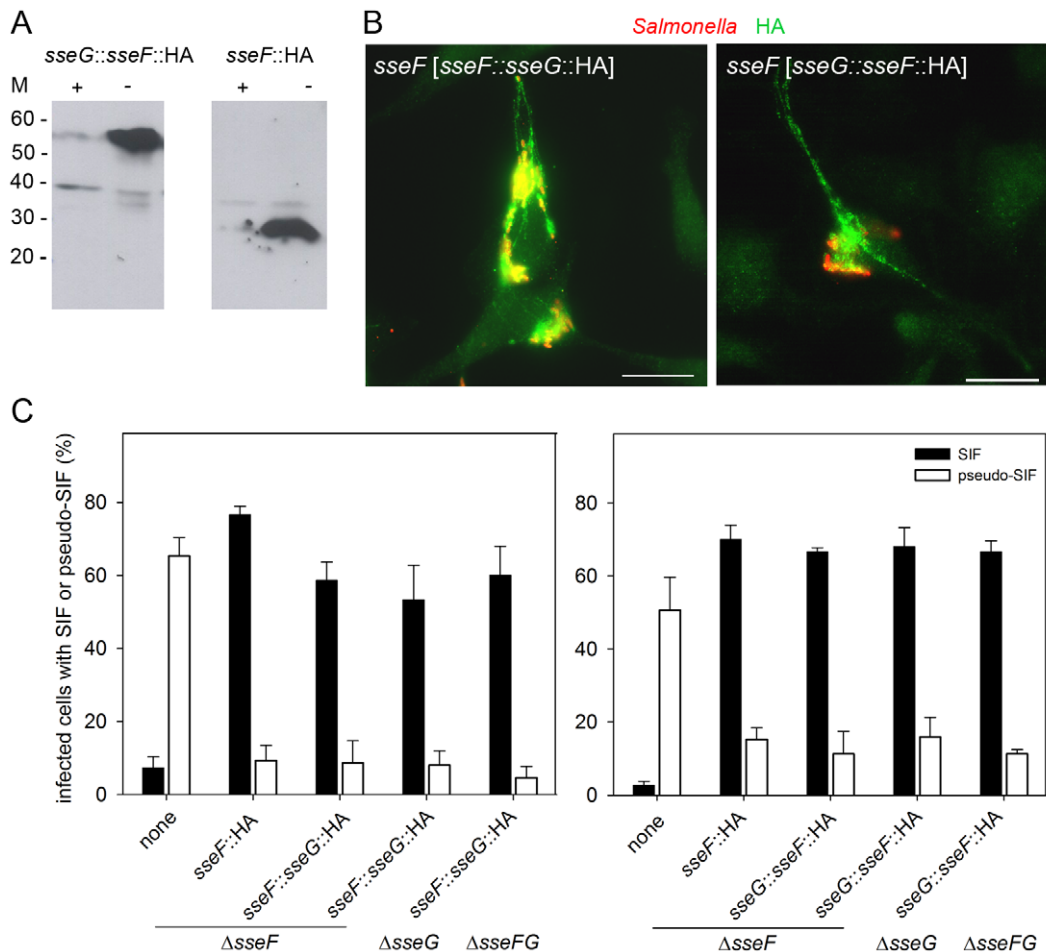 A
sseG::sseF::HA sseF::HA
M + - + -
60 -
50 -
40 -
30 -
20 -
B
Salmonella HA
sseF [sseF::sseG::HA] sseF [sseG::sseF::HA]
C
infected cells with SIF or pseudo-SIF (%)
80
60
40
20
0
SIF
pseudo-SIF
80
60
40
20
0
none sseF::HA sseF::sseG::HA sseF::sseG::HA sseF::sseG::HA
ΔsseF ΔsseG ΔsseFG
none sseF::HA sseG::sseF::HA sseG::sseF::HA sseG::sseF::HA
ΔsseF ΔsseG ΔsseFG